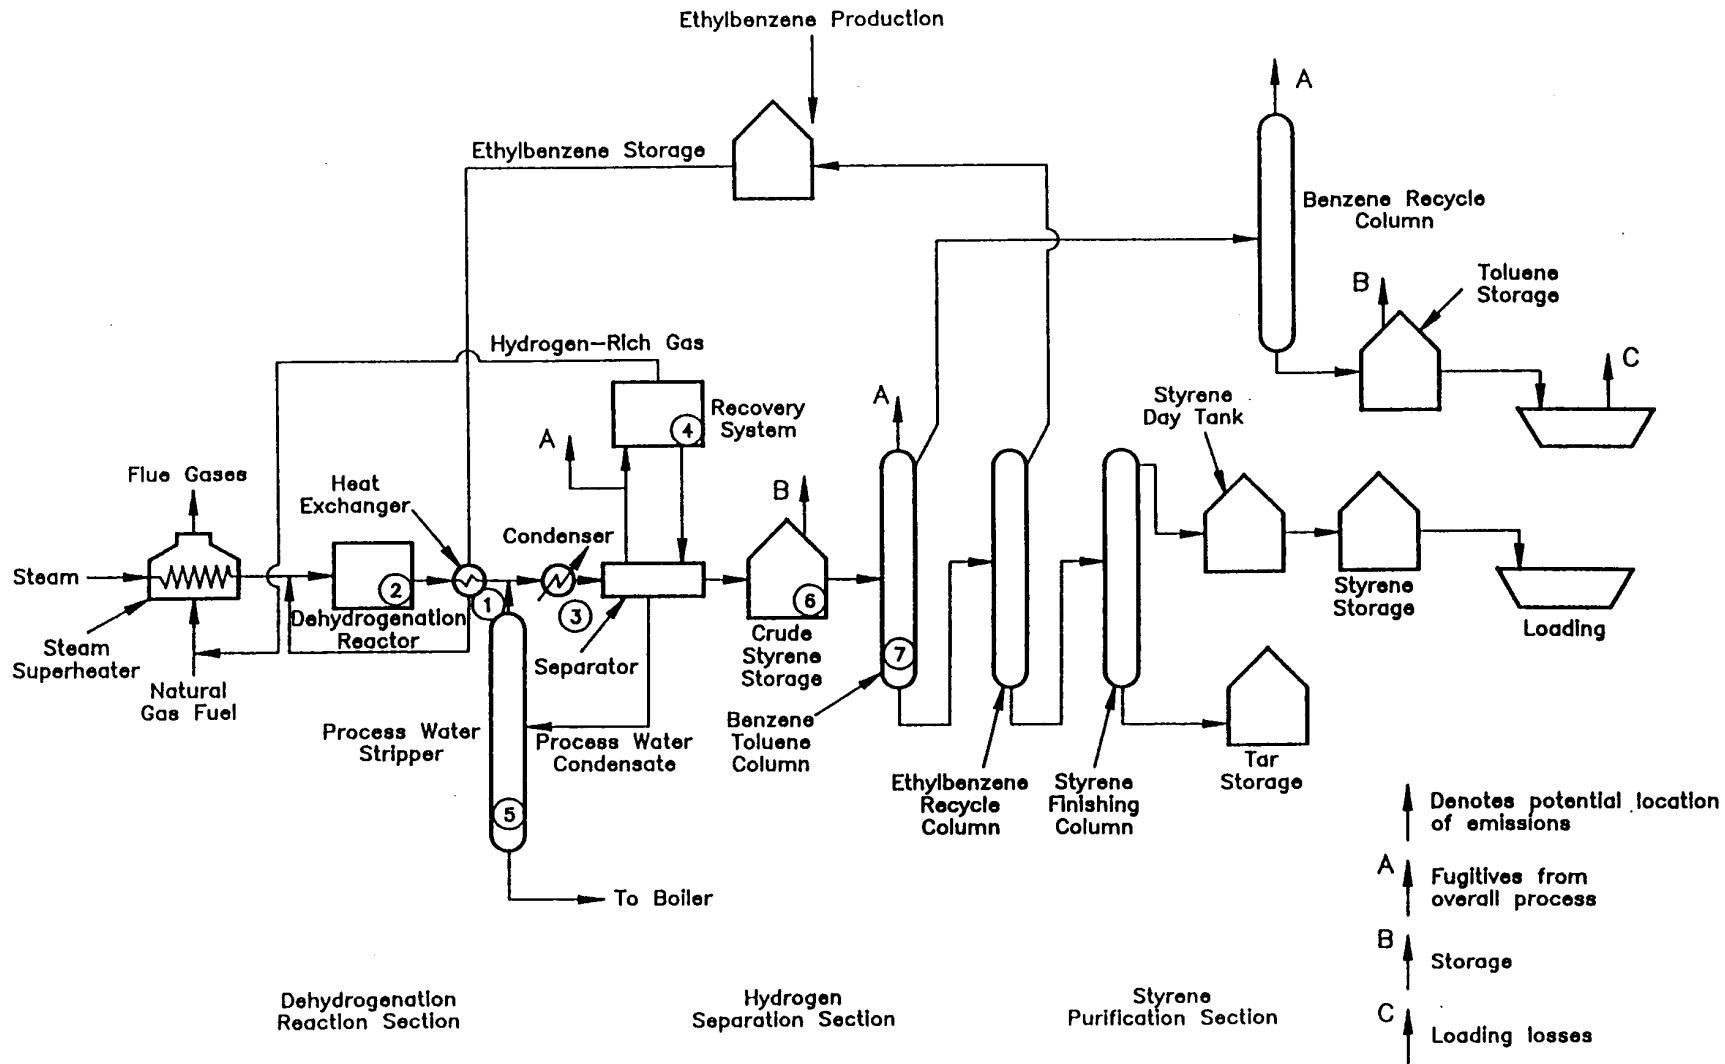 Ethylbenzene Production
A
Ethylbenzene Storage
Benzene Recycle
Column
B
Toluene
Storage
Hydrogen-Rich Gas
C
A
Styrene
Day Tank
Recovery
System
4
A
Flue Gases
Heat
Exchanger
B
Condenser
Steam
2
1
3
6
Styrene
Storage
Dehydrogenation
Reactor
Loading
Crude
Styrene
Storage
Steam
Superheater
Separator
7
Natural
Gas Fuel
Process Water
Stripper
Process Water
Condensate
Benzene
Toluene
Column
Tar
Storage
Ethylbenzene
Recycle
Column
Styrene
Finishing
Column
5
To Boiler
Denotes potential location
of emissions
A
Fugitives from
overall process
B
Storage
C
Loading losses
Dehydrogenation
Reaction Section
Hydrogen
Separation Section
Styrene
Purification Section